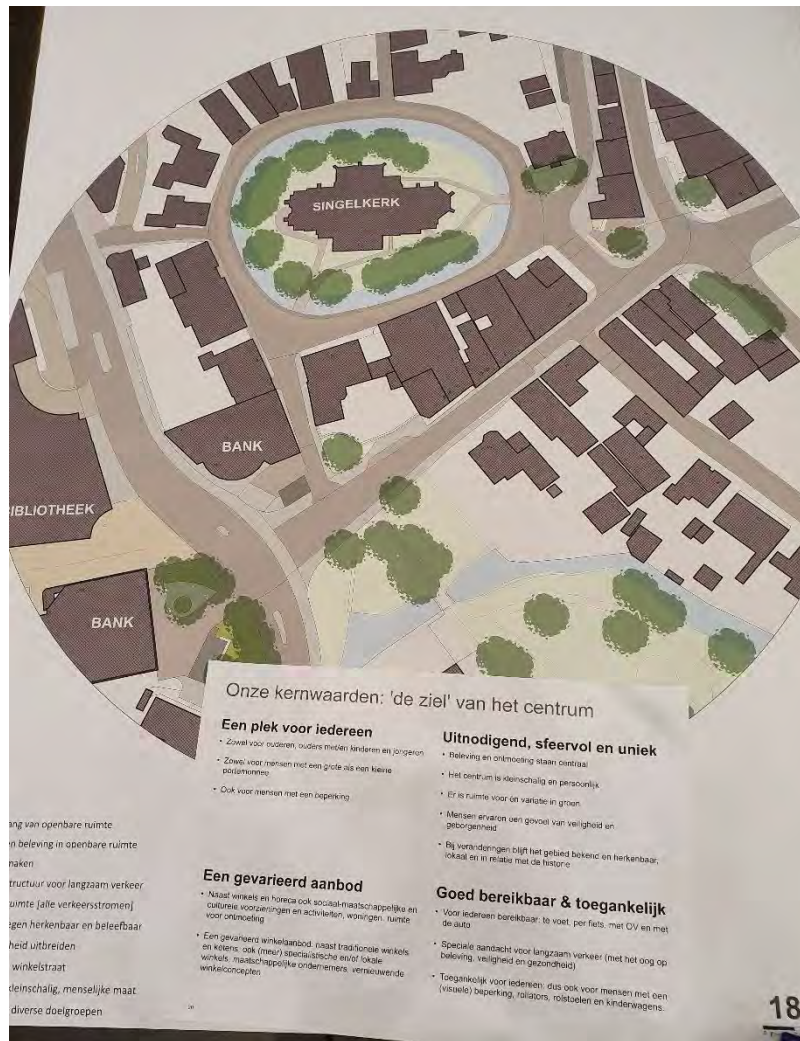 SINGELKERK
BANK
BIBLIOTHEEK
BANK
Onze kernwaarden: 'de ziel' van het centrum
Een plek voor iedereen
• Zowel voor ouderen, ouders met/en kinderen en jongeren
• Zowel voor mensen met een grote als een kleine
portemonnee
• Ook voor mensen met een beperking
Uitnodigend, sfeervol en uniek
• Beleving en ontmoeting staan centraal
• Het centrum is kleinschalig en persoonlijk
• Er is ruimte voor en variatie in groen
• Mensen ervaren een gevoel van veiligheid en
geborgenheid
• Bij veranderingen blijft het gebied bekend en herkenbaar,
lokaal en in relatie met de historie
Een gevarieerd aanbod
• Naast winkels en horeca ook sociaal-maatschappelijke en
culturele voorzieningen en activiteiten, woningen, ruimte
voor ontmoeting
• Een gevarieerd winkelaanbod: naast traditionele winkels
en ketens, ook (meer) specialistische en/of lokale
winkels, maatschappelijke ondernemers, vernieuwende
winkelconcepten
Goed bereikbaar & toegankelijk
• Voor iedereen bereikbaar: te voet, per fiets, met OV en met
de auto
• Speciale aandacht voor langzaam verkeer (met het oog op
beleving, veiligheid en gezondheid)
• Toegankelijk voor iedereen: dus ook voor mensen met een
(visuele) beperking, rollators, rolstoelen en kinderwagens.
ang van openbare ruimte
n beleving in openbare ruimte
maken
tructuur voor langzaam verkeer
uimte [alle verkeersstromen]
egen herkenbaar en beleefbaar
heid uitbreiden
winkelstraat
kleinschalig, menselijke maat
diverse doelgroepen
18